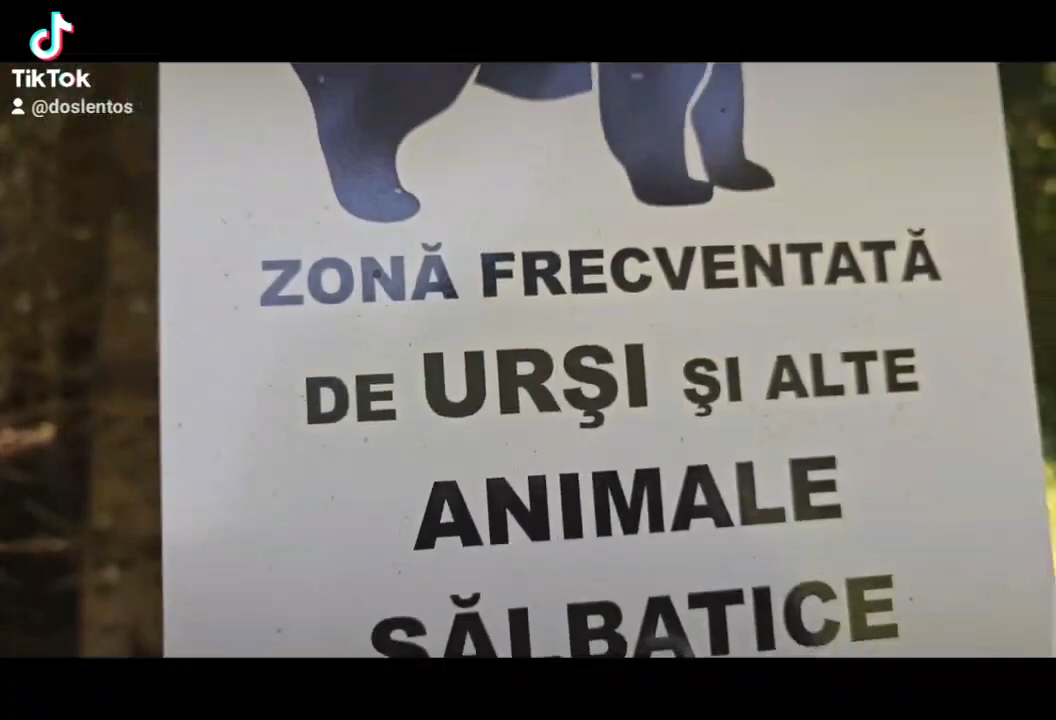 TikTok
@doslentos
ZONĂ FRECVENTATĂ
DE URŞI ŞI ALTE
ANIMALE
SĂLBATICE